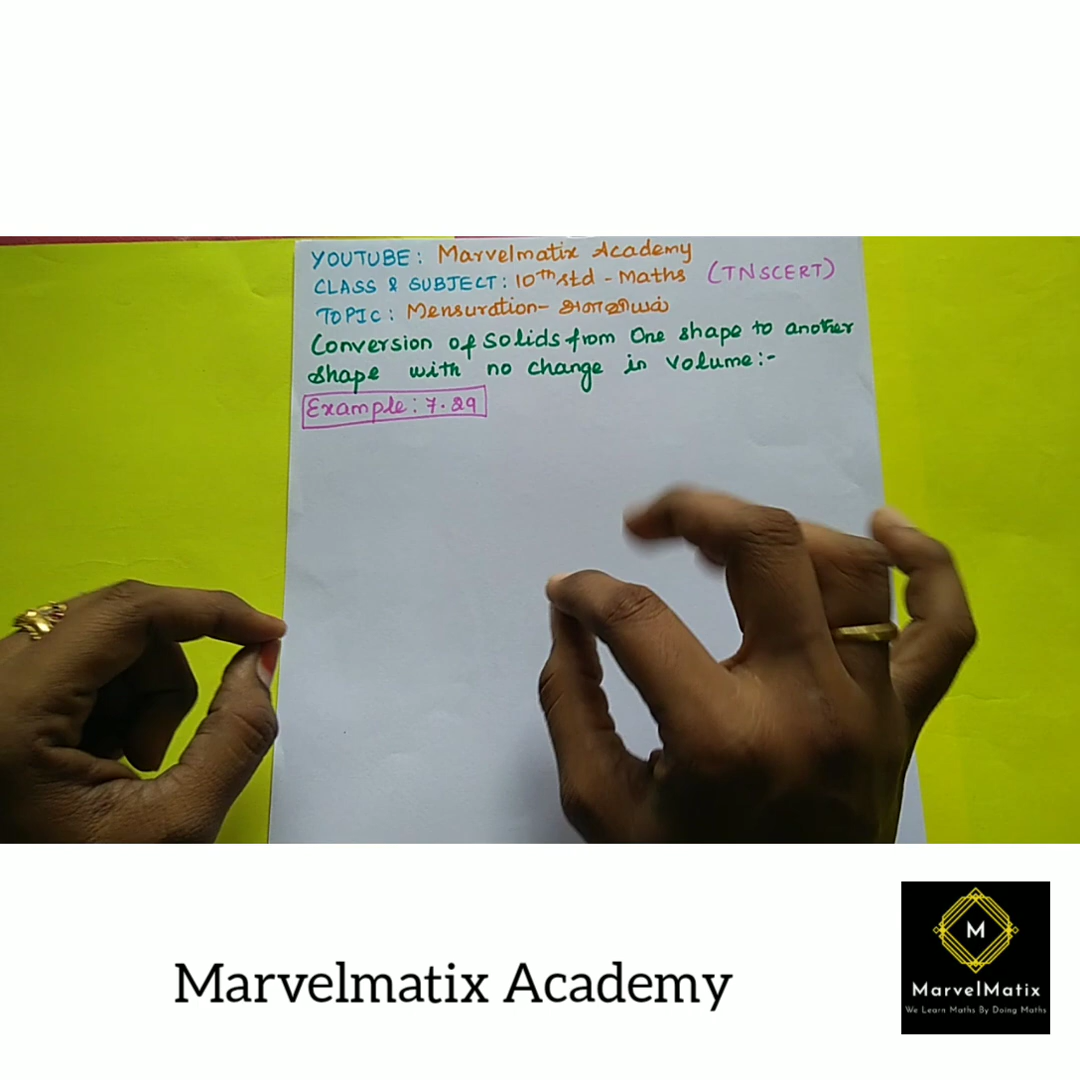 YOUTUBE: Marvelmatix Academy
CLASS & SUBJECT: 10th std - Maths (TNSCERT)
TOPIC: Mensuration - அளவியல்
Conversion of Solids from One shape to another
shape with no change in Volume:-
Example: 7.29
Marvelmatix Academy
M
MarvelMatix
We Learn Maths By Doing Maths